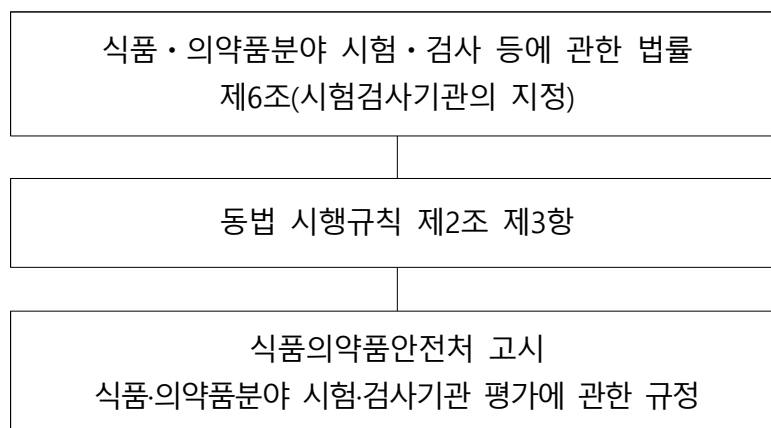 식품・의약품분야 시험・검사 등에 관한 법률
제6조(시험검사기관의 지정)
동법 시행규칙 제2조 제3항
식품의약품안전처 고시
식품·의약품분야 시험·검사기관 평가에 관한 규정